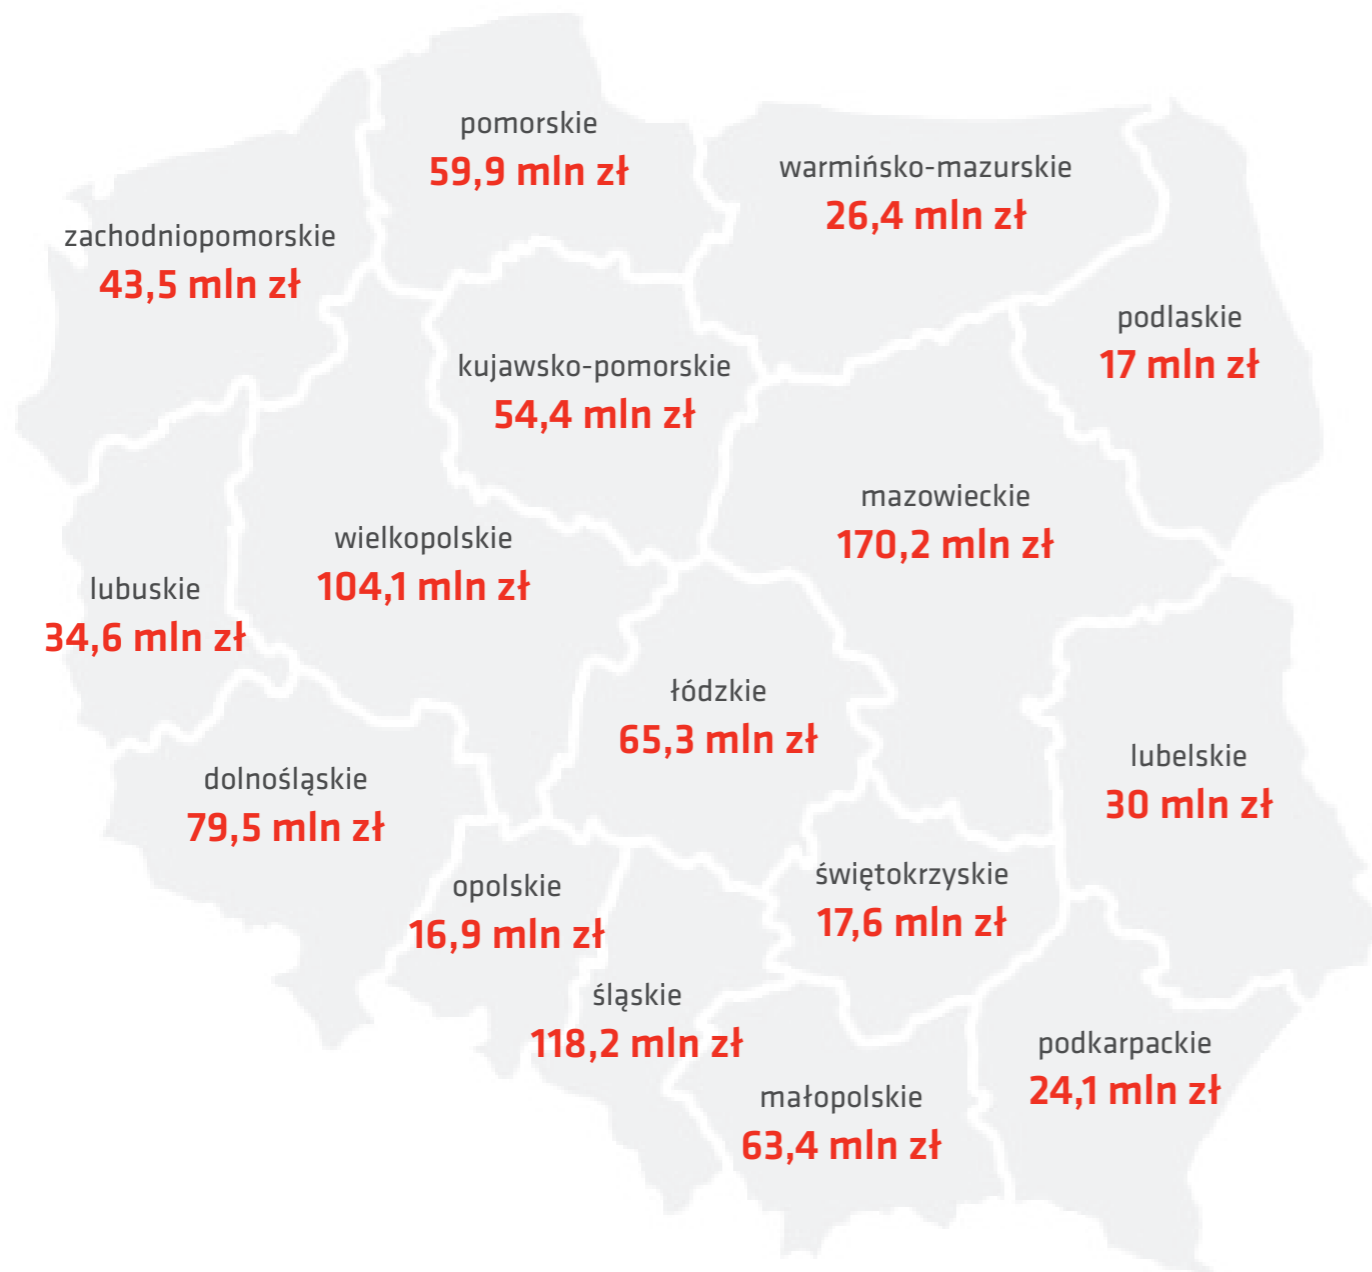 pomorskie
59,9 mln zł
warmińsko-mazurskie
26,4 mln zł
zachodniopomorskie
43,5 mln zł
podlaskie
17 mln zł
kujawsko-pomorskie
54,4 mln zł
mazowieckie
170,2 mln zł
wielkopolskie
104,1 mln zł
lubuskie
34,6 mln zł
łódzkie
65,3 mln zł
lubelskie
30 mln zł
dolnośląskie
79,5 mln zł
świętokrzyskie
17,6 mln zł
opolskie
16,9 mln zł
śląskie
118,2 mln zł
podkarpackie
24,1 mln zł
małopolskie
63,4 mln zł